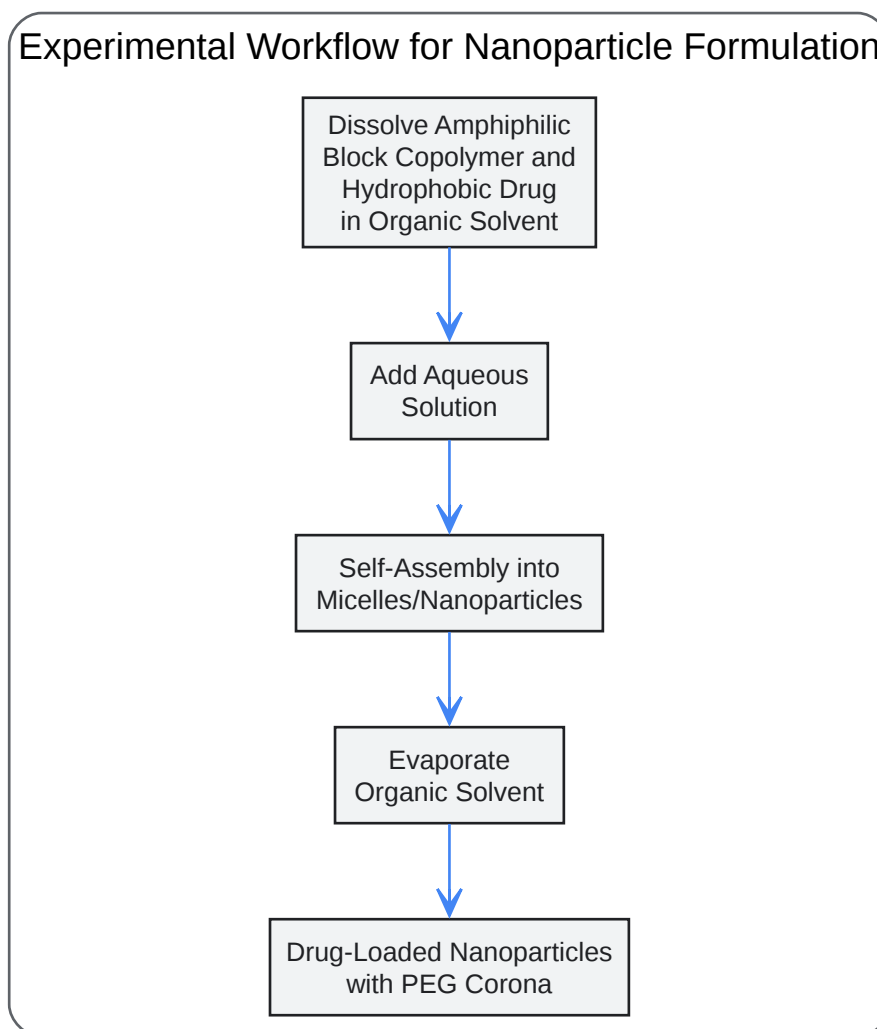 Experimental Workflow for Nanoparticle Formulation
Dissolve Amphiphilic
Block Copolymer and
Hydrophobic Drug
in Organic Solvent
Add Aqueous
Solution
Self-Assembly into
Micelles/Nanoparticles
Evaporate
Organic Solvent
Drug-Loaded Nanoparticles
with PEG Corona